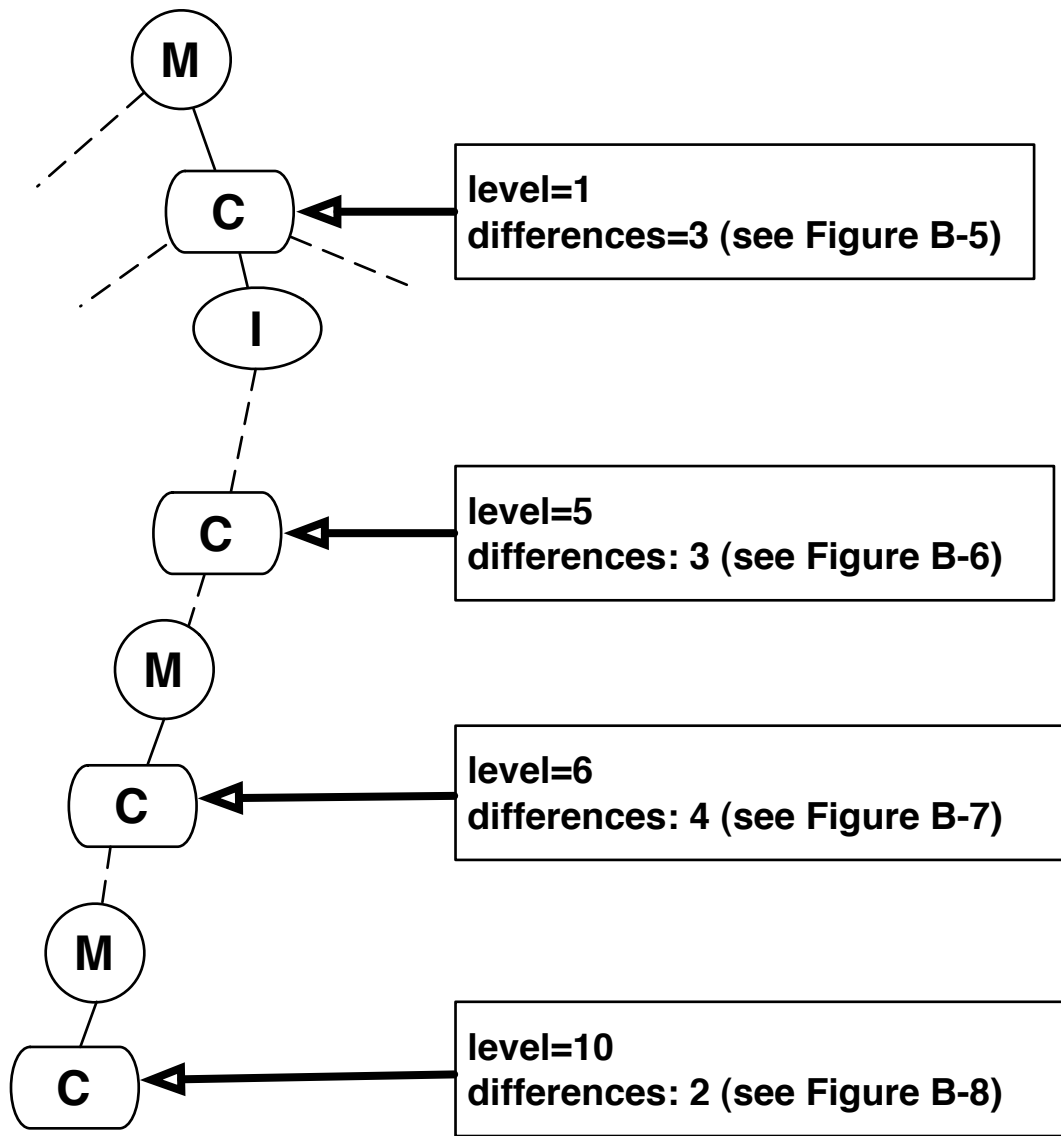 M
C
level=1
differences=3 (see Figure B-5)
I
C
level=5
differences: 3 (see Figure B-6)
M
C
level=6
differences: 4 (see Figure B-7)
M
C
level=10
differences: 2 (see Figure B-8)